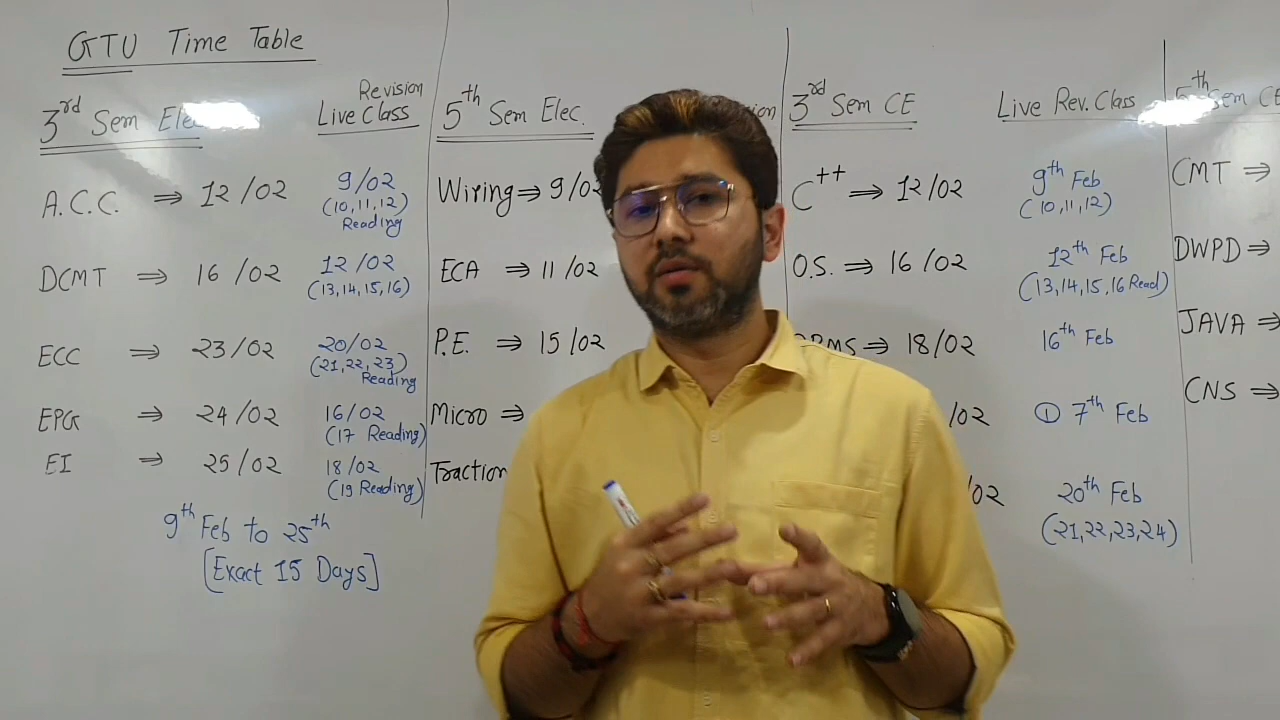 GTU Time Table
3rd Sem Elec
Revision
Live Class
A.C.C. ⇒ 12/02
9/02
(10,11,12)
Reading
DCMT ⇒ 16/02
12/02
(13,14,15,16)
ECC ⇒ 23/02
20/02
(21,22,23)
Reading
EPG ⇒ 24/02
16/02
(17 Reading)
EI ⇒ 25/02
18/02
(19 Reading)
9th Feb to 25th
[Exact 15 Days]
5th Sem Elec.
Wiring ⇒ 9/02
ECA ⇒ 11/02
P.E. ⇒ 15/02
Micro ⇒
Traction
3rd Sem CE
Live Rev. Class
C++ ⇒ 12/02
9th Feb
(10,11,12)
O.S. ⇒ 16/02
12th Feb
(13,14,15,16 Read)
⇒ 18/02
16th Feb
/02
① 7th Feb
/02
20th Feb
(21,22,23,24)
5th Sem CE
CMT ⇒
DWPD ⇒
JAVA ⇒
CNS ⇒